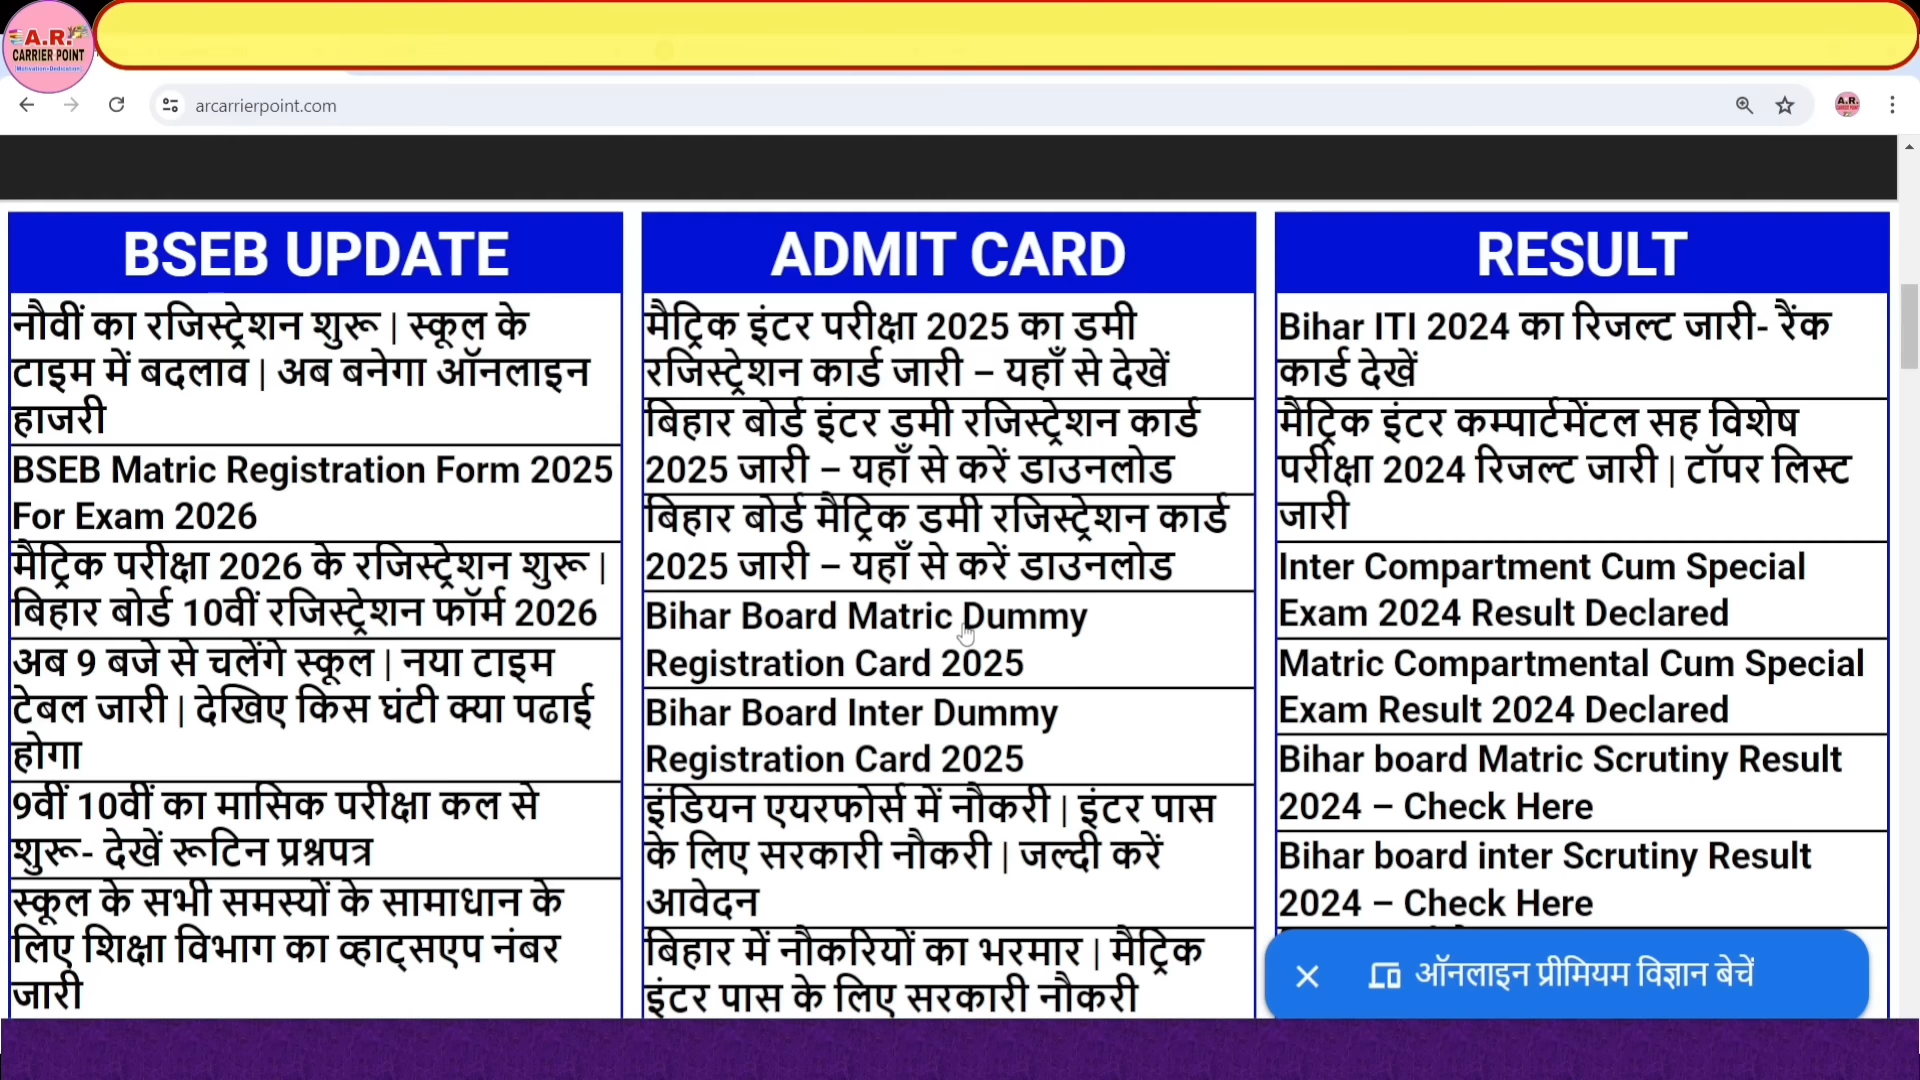 A.R.
CARRIER POINT
(Motivation+Dedication)
arcarrierpoint.com
A.R.
BSEB UPDATE
नौवीं का रजिस्ट्रेशन शुरू | स्कूल के
टाइम में बदलाव | अब बनेगा ऑनलाइन
हाजरी
BSEB Matric Registration Form 2025
For Exam 2026
मैट्रिक परीक्षा 2026 के रजिस्ट्रेशन शुरू |
बिहार बोर्ड 10वीं रजिस्ट्रेशन फॉर्म 2026
अब 9 बजे से चलेंगे स्कूल | नया टाइम
टेबल जारी | देखिए किस घंटी क्या पढाई
होगा
9वीं 10वीं का मासिक परीक्षा कल से
शुरू- देखें रूटिन प्रश्नपत्र
स्कूल के सभी समस्यों के सामाधान के
लिए शिक्षा विभाग का व्हाट्सएप नंबर
जारी
ADMIT CARD
मैट्रिक इंटर परीक्षा 2025 का डमी
रजिस्ट्रेशन कार्ड जारी – यहाँ से देखें
बिहार बोर्ड इंटर डमी रजिस्ट्रेशन कार्ड
2025 जारी – यहाँ से करें डाउनलोड
बिहार बोर्ड मैट्रिक डमी रजिस्ट्रेशन कार्ड
2025 जारी – यहाँ से करें डाउनलोड
Bihar Board Matric Dummy
Registration Card 2025
Bihar Board Inter Dummy
Registration Card 2025
इंडियन एयरफोर्स में नौकरी | इंटर पास
के लिए सरकारी नौकरी | जल्दी करें
आवेदन
बिहार में नौकरियों का भरमार | मैट्रिक
इंटर पास के लिए सरकारी नौकरी
RESULT
Bihar ITI 2024 का रिजल्ट जारी- रैंक
कार्ड देखें
मैट्रिक इंटर कम्पार्टमेंटल सह विशेष
परीक्षा 2024 रिजल्ट जारी | टॉपर लिस्ट
जारी
Inter Compartment Cum Special
Exam 2024 Result Declared
Matric Compartmental Cum Special
Exam Result 2024 Declared
Bihar board Matric Scrutiny Result
2024 – Check Here
Bihar board inter Scrutiny Result
2024 – Check Here
ऑनलाइन प्रीमियम विज्ञान बेचें